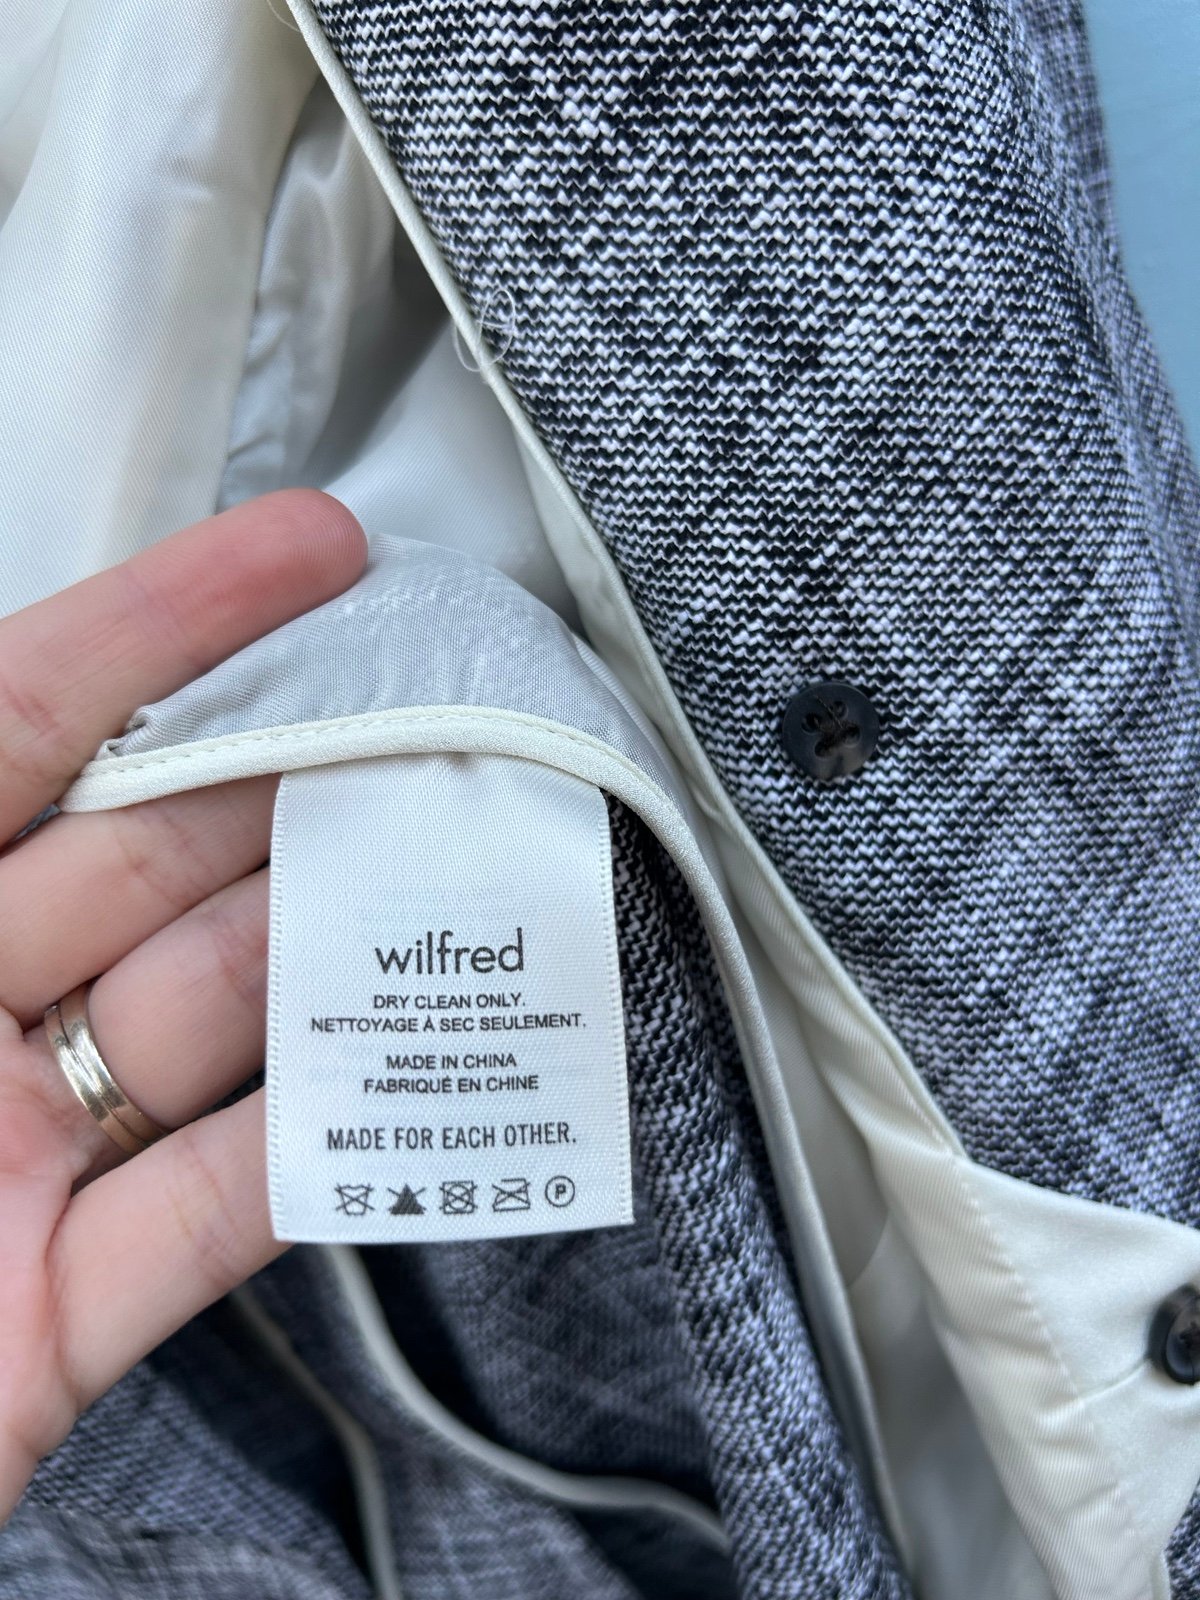 wilfred
DRY CLEAN ONLY.
NETTOYAGE À SEC SEULEMENT.
MADE IN CHINA
FABRIQUÉ EN CHINE
MADE FOR EACH OTHER.
P